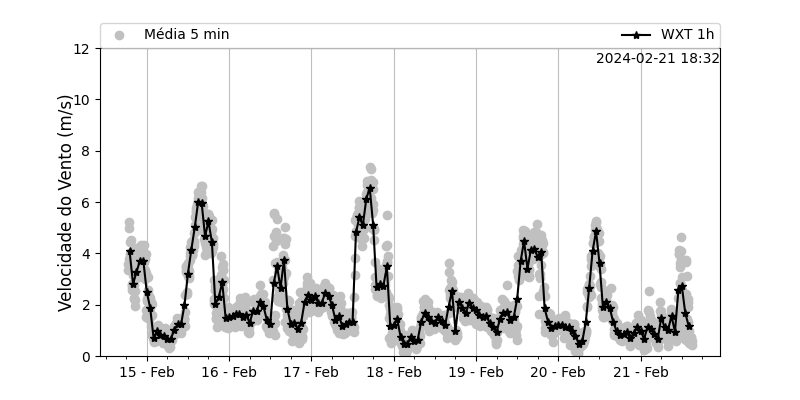 Média 5 min
WXT 1h
2024-02-21 18:32
Velocidade do Vento (m/s)
12
10
8
6
4
2
0
15 - Feb
16 - Feb
17 - Feb
18 - Feb
19 - Feb
20 - Feb
21 - Feb